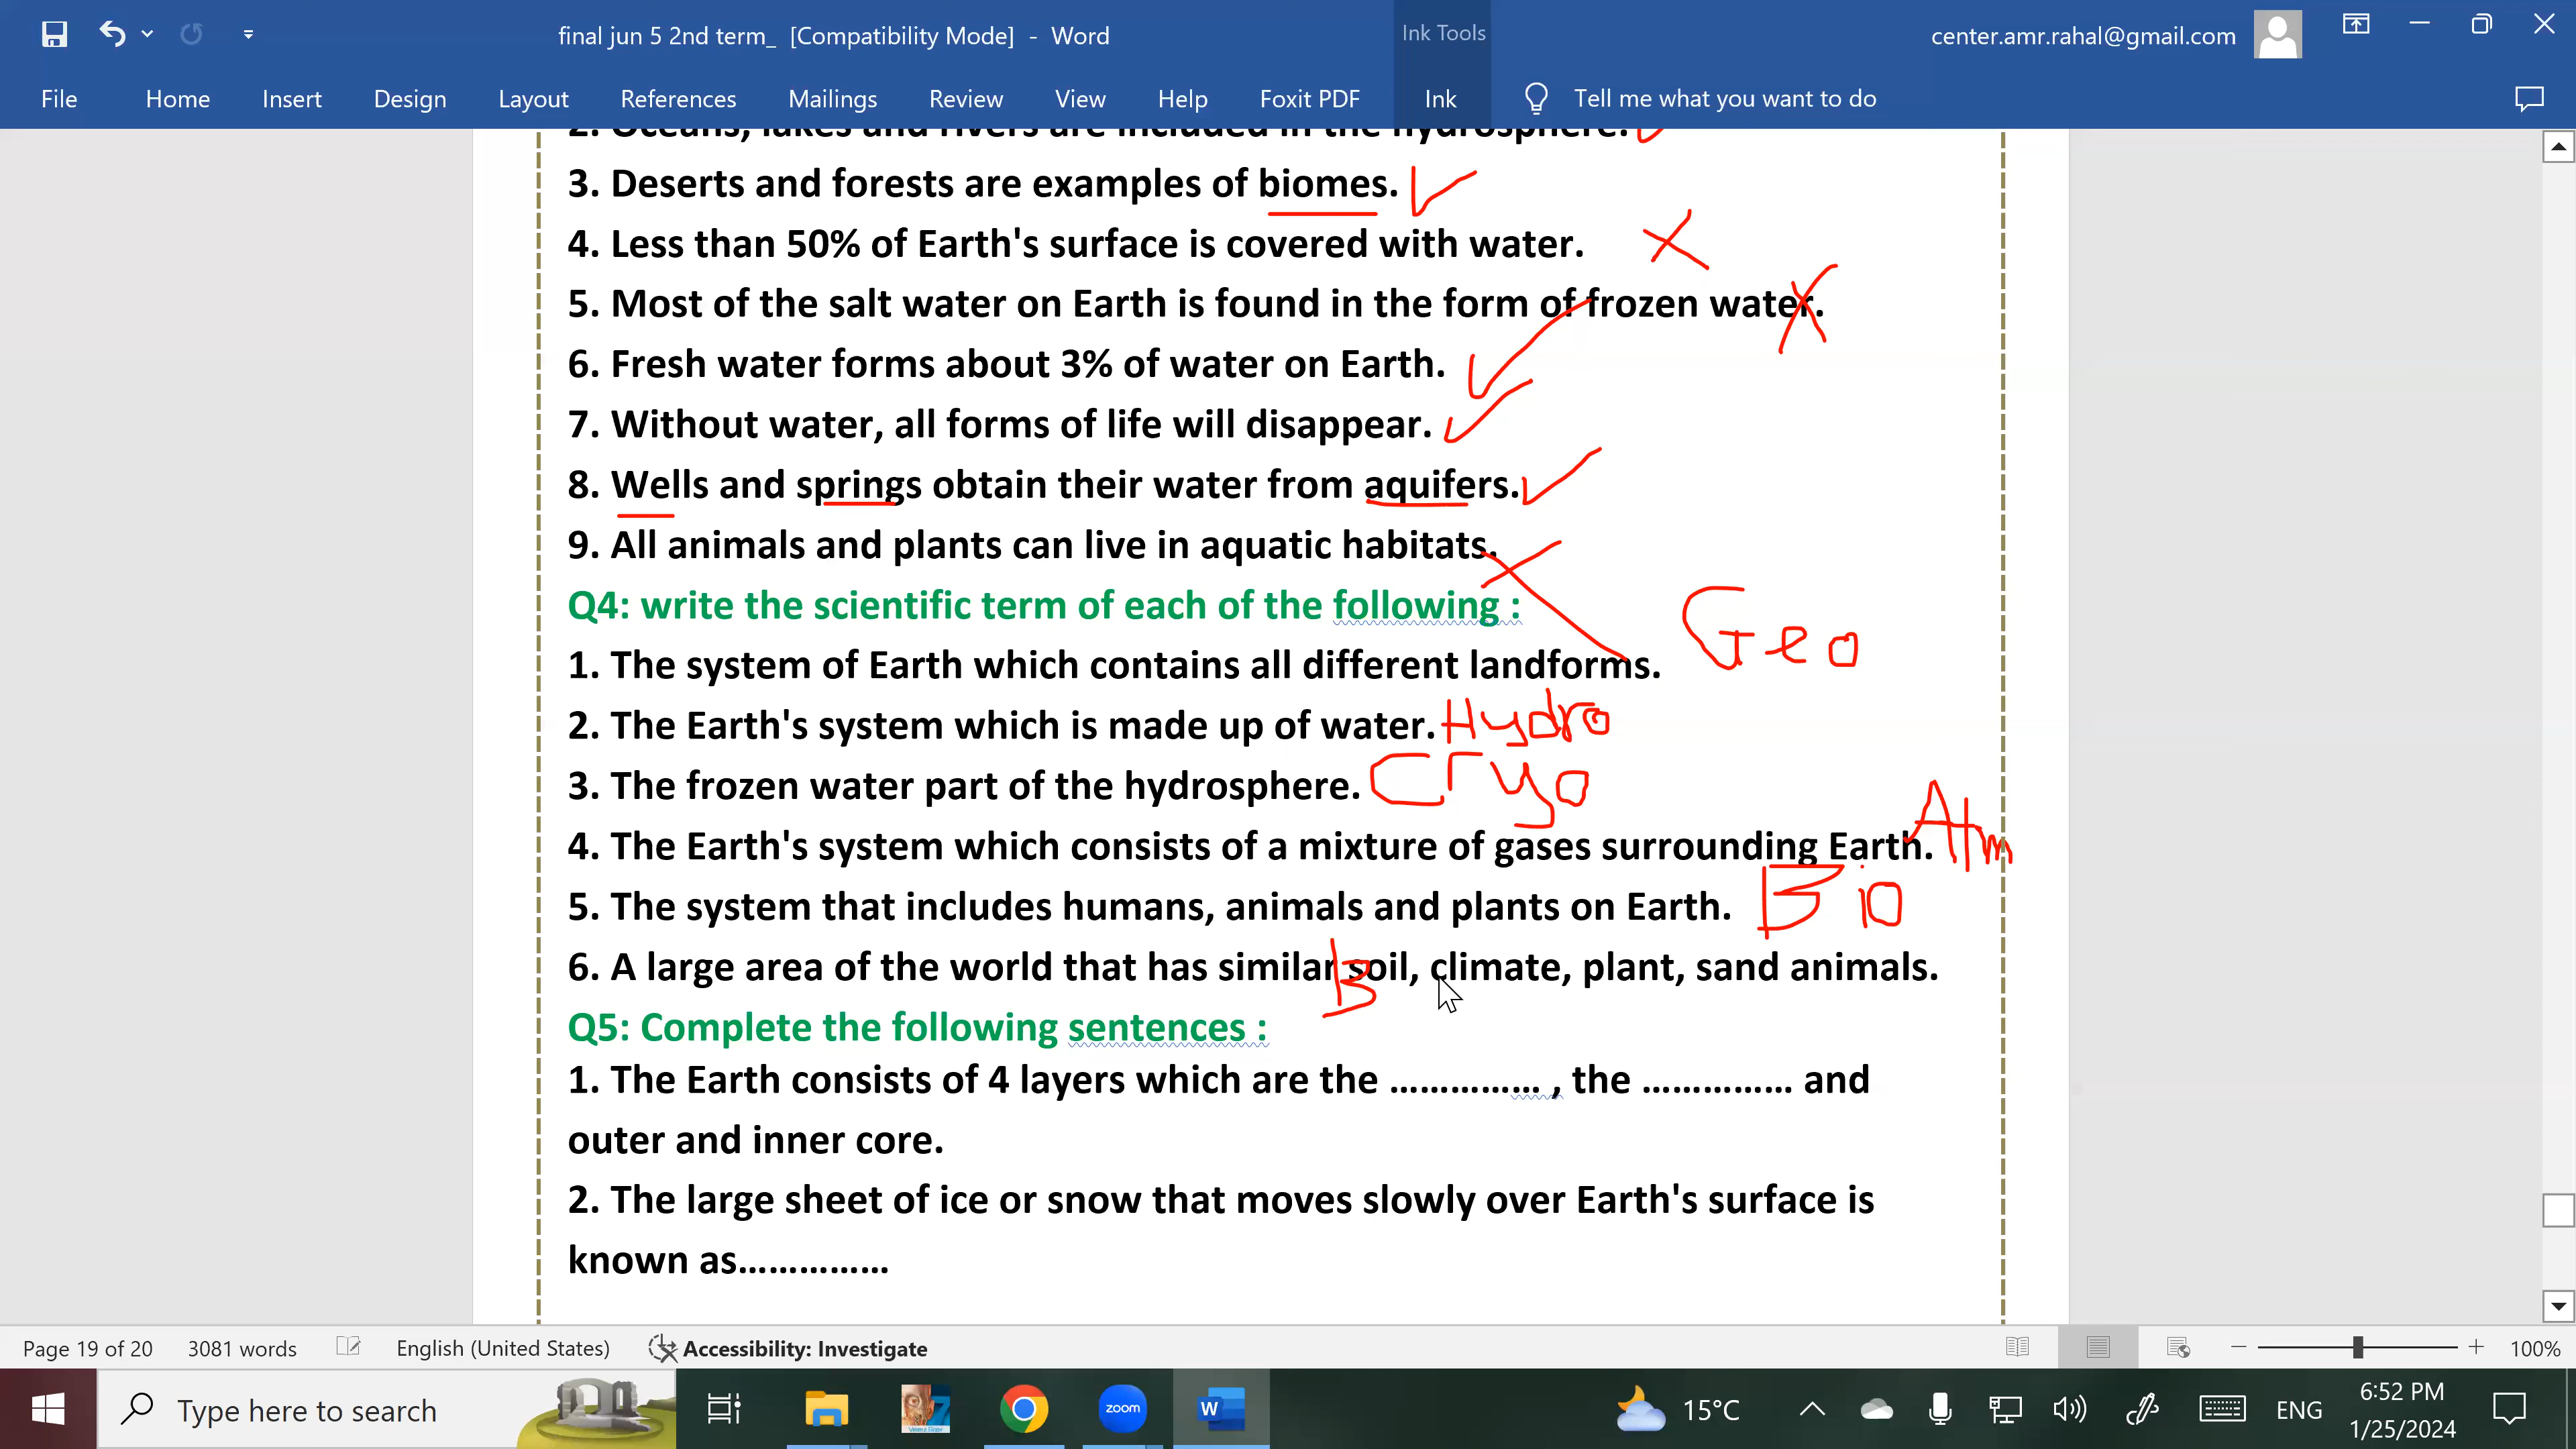 final jun 5 2nd term_ [Compatibility Mode] - Word
Ink Tools
center.amr.rahal@gmail.com
File Home Insert Design Layout References Mailings Review View Help Foxit PDF Ink Tell me what you want to do
2. Oceans, lakes and rivers are included in the hydrosphere.
3. Deserts and forests are examples of biomes.
4. Less than 50% of Earth's surface is covered with water.
5. Most of the salt water on Earth is found in the form of frozen water.
6. Fresh water forms about 3% of water on Earth.
7. Without water, all forms of life will disappear.
8. Wells and springs obtain their water from aquifers.
9. All animals and plants can live in aquatic habitats.
Q4: write the scientific term of each of the following :
1. The system of Earth which contains all different landforms. Geo
2. The Earth's system which is made up of water. Hydro
3. The frozen water part of the hydrosphere. Cryo
4. The Earth's system which consists of a mixture of gases surrounding Earth. Atm
5. The system that includes humans, animals and plants on Earth. Bio
6. A large area of the world that has similar soil, climate, plant, sand animals. B
Q5: Complete the following sentences :
1. The Earth consists of 4 layers which are the …………… , the …………… and
outer and inner core.
2. The large sheet of ice or snow that moves slowly over Earth's surface is
known as……………
Page 19 of 20 3081 words English (United States) Accessibility: Investigate 100%
Type here to search zoom W 15°C ENG 6:52 PM
1/25/2024